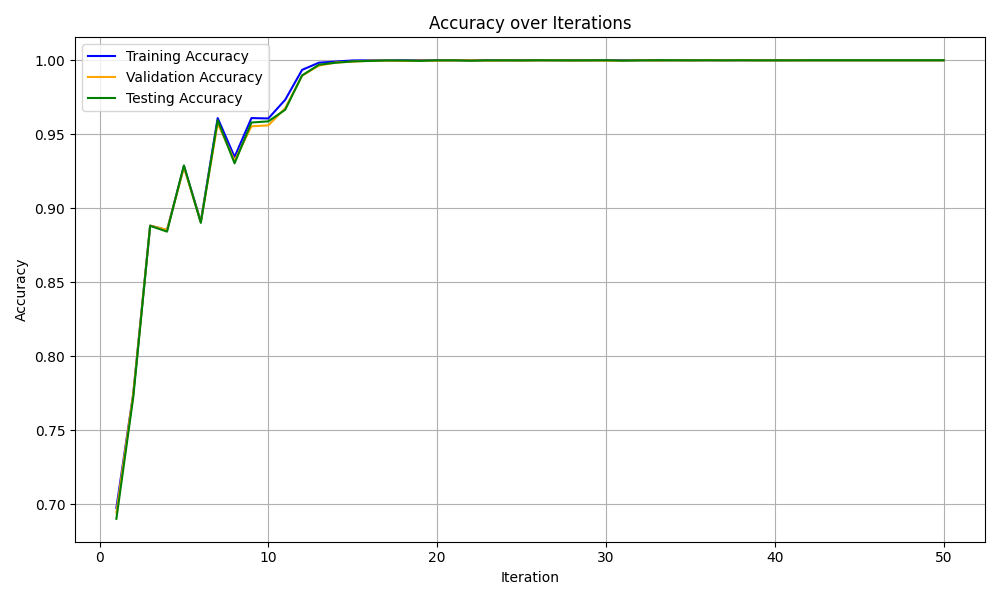 Accuracy over Iterations
Training Accuracy
Validation Accuracy
Testing Accuracy
1.00
0.95
0.90
0.85
0.80
0.75
0.70
Accuracy
0 10 20 30 40 50
Iteration